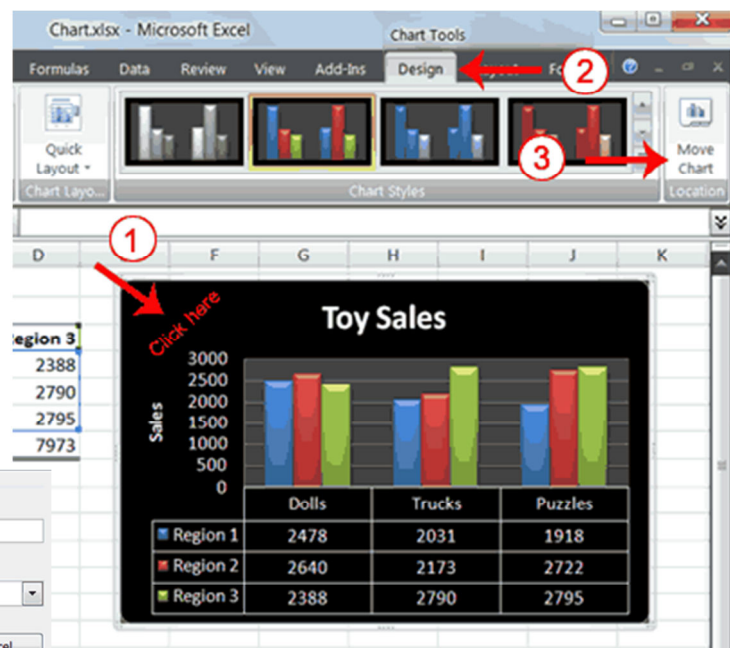 Chart.xlsx - Microsoft Excel
Chart Tools
Formulas Data Review View Add-Ins Design 2
Quick
Layout
3
Move
Chart
Chart Layo... Chart Styles Location
1
D F G H I J K
Click here
Toy Sales
egion 3
2388
2790
2795
7973
Sales
3000
2500
2000
1500
1000
500
0
Dolls Trucks Puzzles
Region 1 2478 2031 1918
Region 2 2640 2173 2722
Region 3 2388 2790 2795